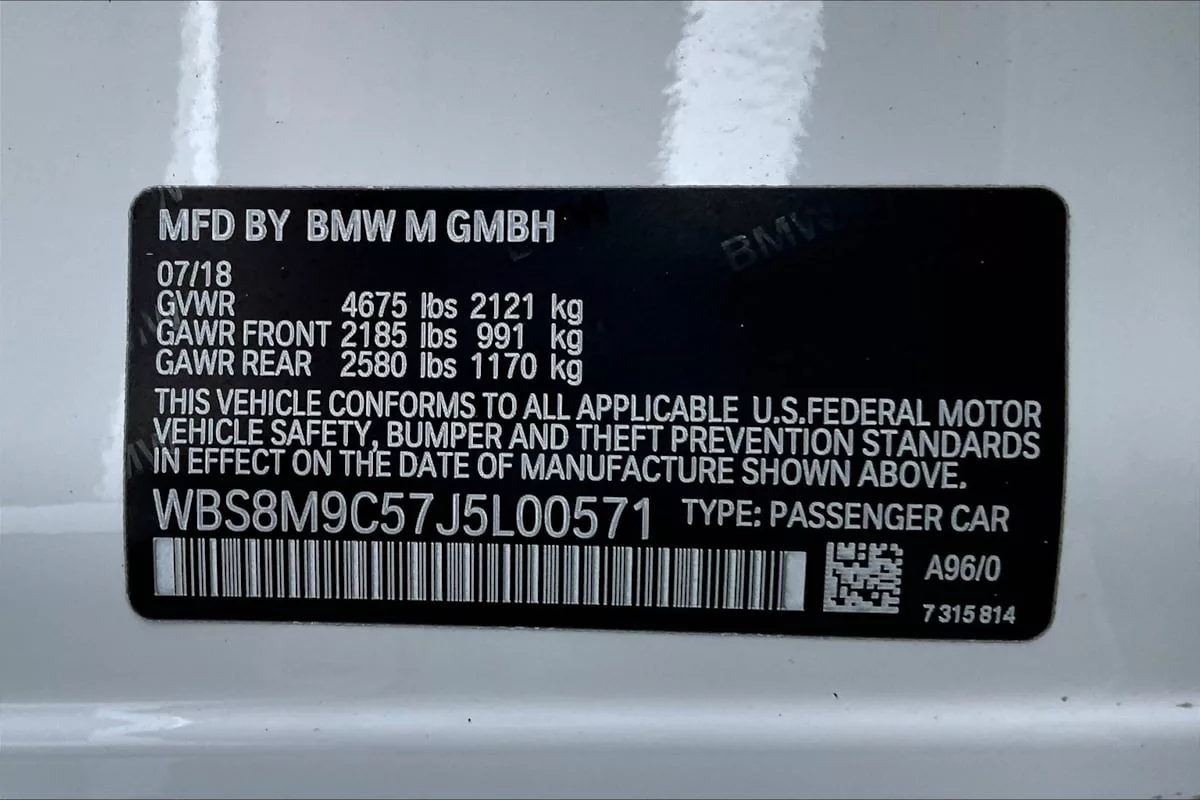 MFD BY BMW M GMBH
07/18
GVWR 4675 lbs 2121 kg
GAWR FRONT 2185 lbs 991 kg
GAWR REAR 2580 lbs 1170 kg
THIS VEHICLE CONFORMS TO ALL APPLICABLE U.S.FEDERAL MOTOR
VEHICLE SAFETY, BUMPER AND THEFT PREVENTION STANDARDS
IN EFFECT ON THE DATE OF MANUFACTURE SHOWN ABOVE.
WBS8M9C57J5L00571 TYPE: PASSENGER CAR
A96/0
7 315 814
BMW